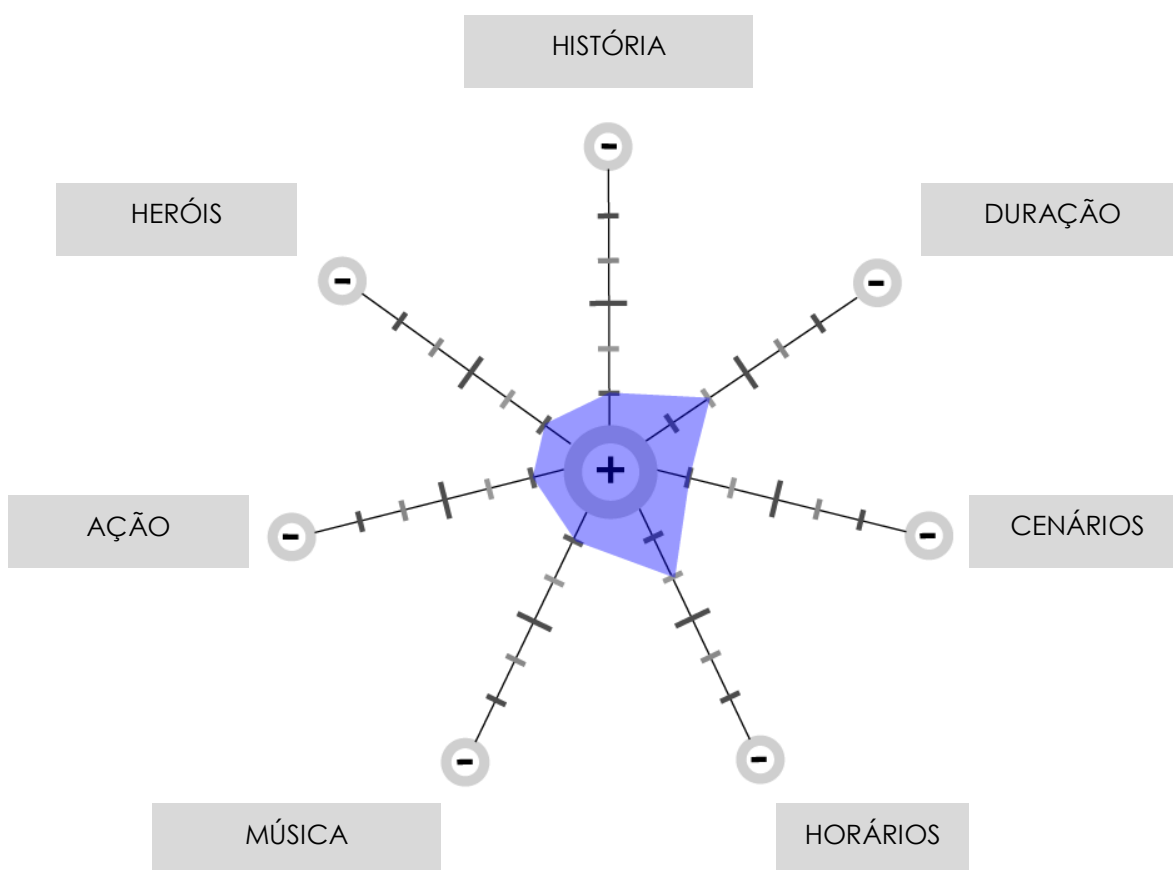 HISTÓRIA
HERÓIS
DURAÇÃO
AÇÃO
CENÁRIOS
MÚSICA
HORÁRIOS
-
-
-
-
-
-
-
+